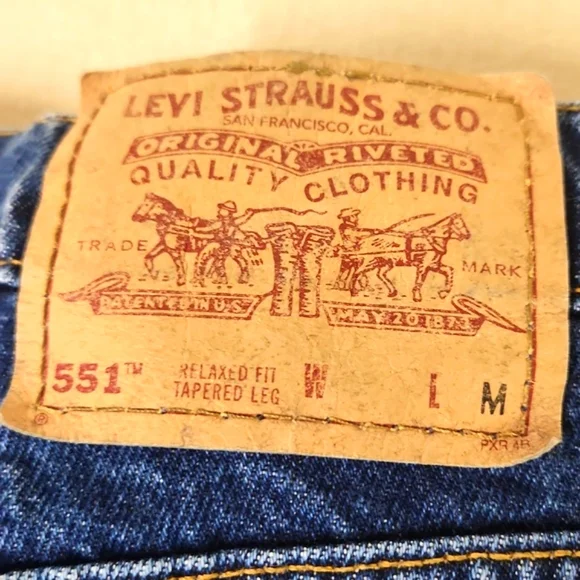 LEVI STRAUSS & CO.
SAN FRANCISCO, CAL.
ORIGINAL RIVETED
QUALITY CLOTHING
TRADE MARK
PATENTED IN U.S. MAY 20 1873
551™ RELAXED FIT W L M
TAPERED LEG
®